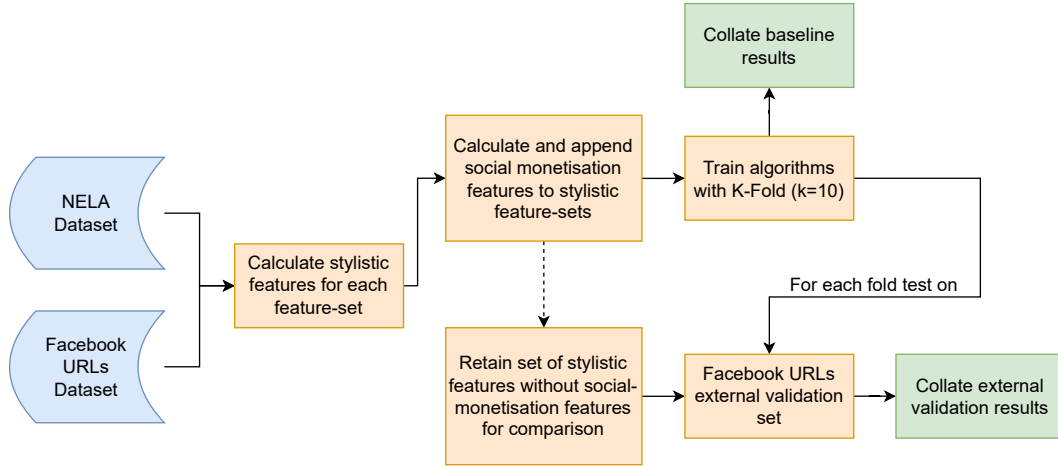 NELA
Dataset
Facebook
URLs
Dataset
Calculate stylistic
features for each
feature-set
Calculate and append
social monetisation
features to stylistic
feature-sets
Retain set of stylistic
features without social-
monetisation features
for comparison
Collate baseline
results
Train algorithms
with K-Fold (k=10)
For each fold test on
Facebook URLs
external validation
set
Collate external
validation results